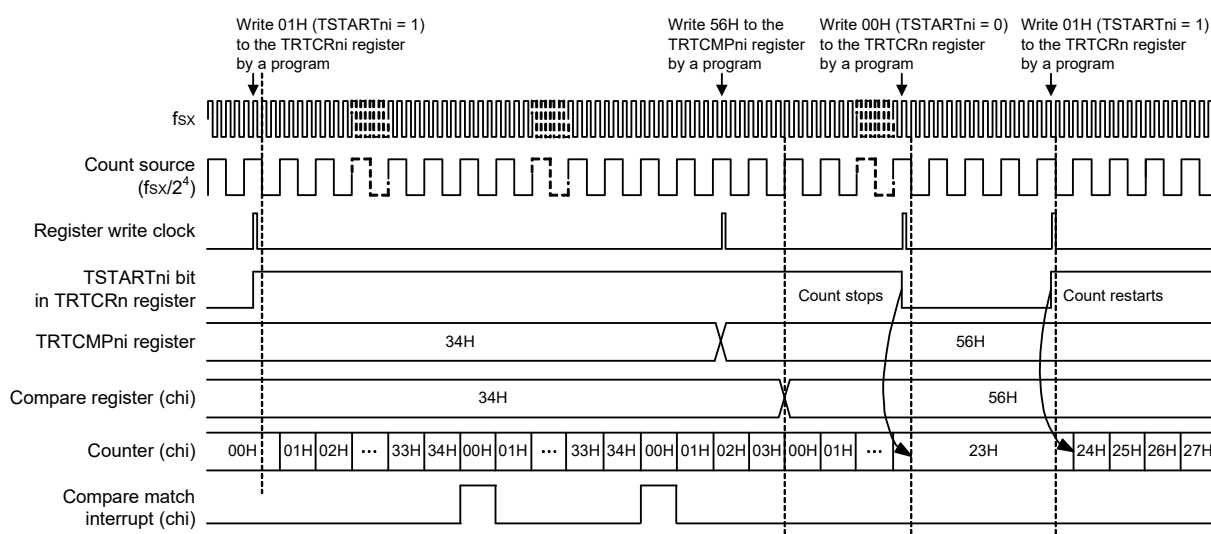 Write 01H (TSTARTni = 1)
to the TRTCRni register
by a program
Write 56H to the
TRTCMPni register
by a program
Write 00H (TSTARTni = 0)
to the TRTCRn register
by a program
Write 01H (TSTARTni = 1)
to the TRTCRn register
by a program
fsx
Count source
(fsx/2⁴)
Register write clock
TSTARTni bit
in TRTCRn register
Count stops
Count restarts
TRTCMPni register
34H
56H
Compare register (chi)
34H
56H
Counter (chi)
00H 01H 02H ··· 33H 34H 00H 01H ··· 33H 34H 00H 01H 02H 03H 00H 01H ··· 23H 24H 25H 26H 27H
Compare match
interrupt (chi)